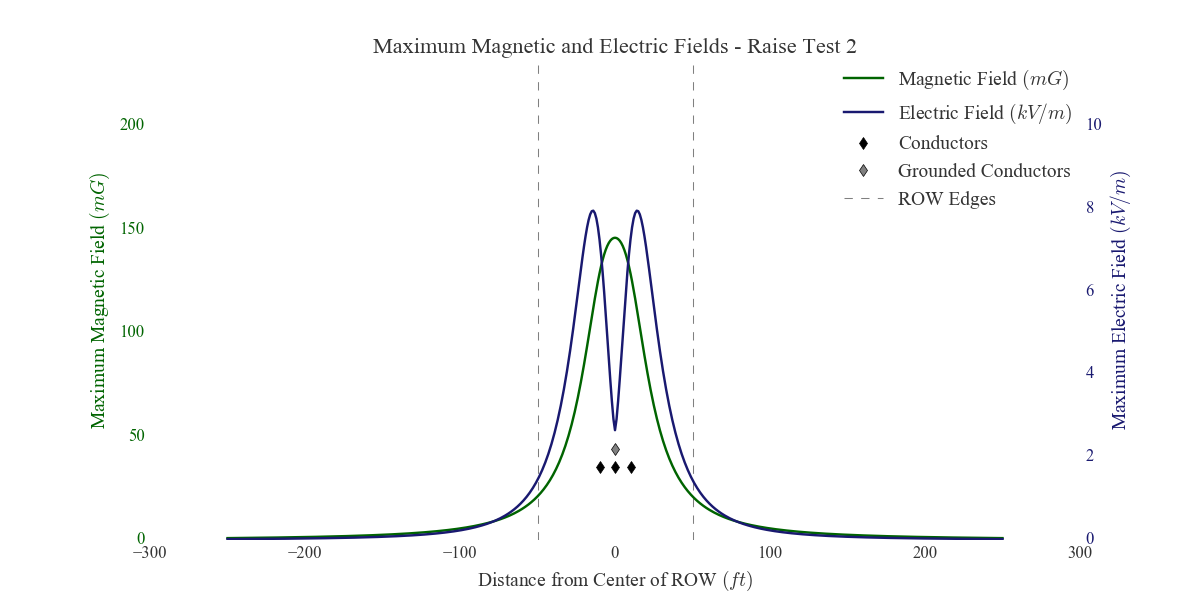 Maximum Magnetic and Electric Fields - Raise Test 2
Magnetic Field (mG)
Electric Field (kV/m)
Conductors
Grounded Conductors
ROW Edges
Maximum Magnetic Field (mG)
200
150
100
50
0
Maximum Electric Field (kV/m)
10
8
6
4
2
0
−300
−200
−100
0
100
200
300
Distance from Center of ROW (ft)